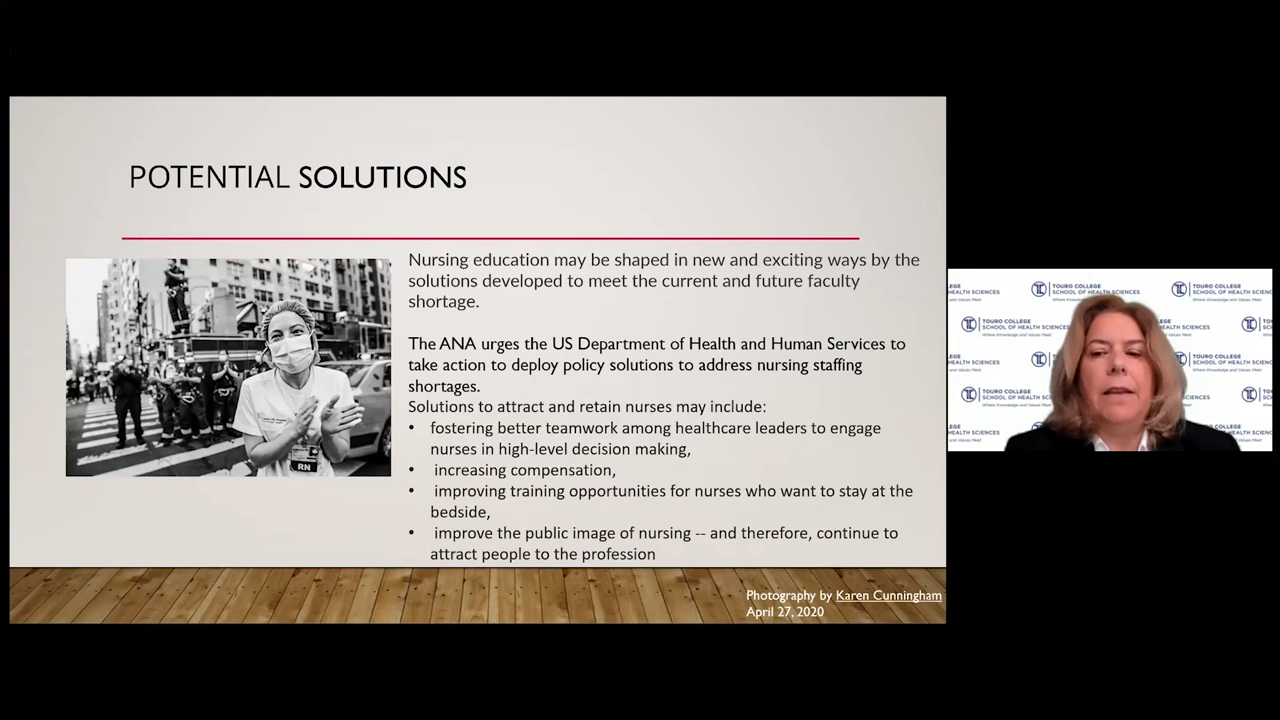 POTENTIAL SOLUTIONS
Nursing education may be shaped in new and exciting ways by the
solutions developed to meet the current and future faculty
shortage.
The ANA urges the US Department of Health and Human Services to
take action to deploy policy solutions to address nursing staffing
shortages.
Solutions to attract and retain nurses may include:
• fostering better teamwork among healthcare leaders to engage
nurses in high-level decision making,
• increasing compensation,
• improving training opportunities for nurses who want to stay at the
bedside,
• improve the public image of nursing -- and therefore, continue to
attract people to the profession
RN
Photography by Karen Cunningham
April 27, 2020
TOURO COLLEGE
SCHOOL OF HEALTH SCIENCES
Where Knowledge and Values Meet